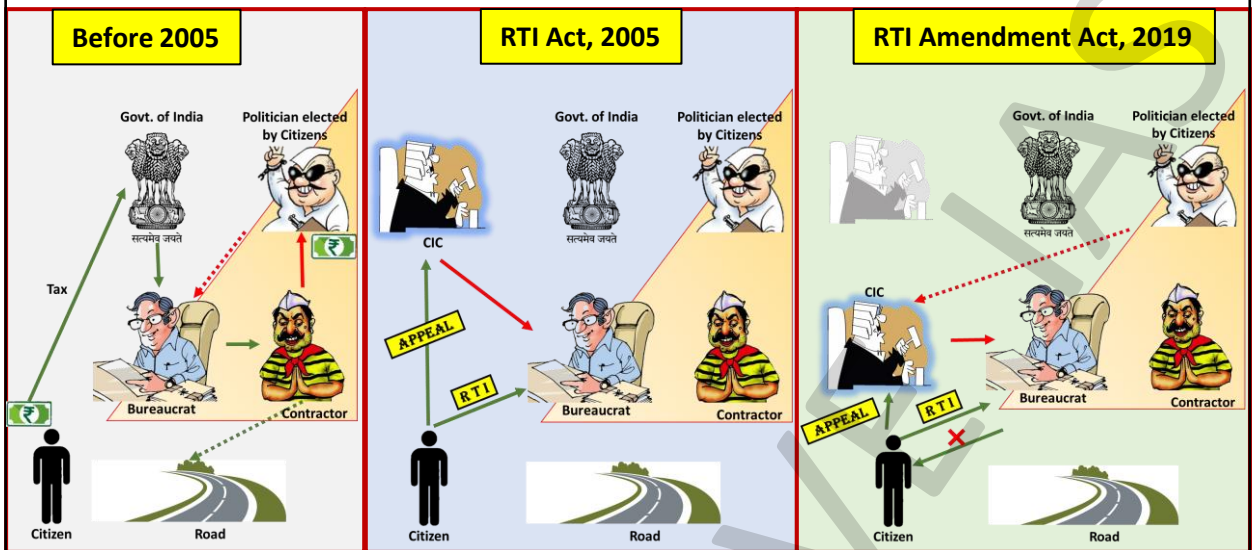 Before 2005
Govt. of India
Politician elected
by Citizens
सत्यमेव जयते
₹
Tax
₹
Bureaucrat
Contractor
Citizen
Road
RTI Act, 2005
Govt. of India
Politician elected
by Citizens
सत्यमेव जयते
CIC
APPEAL
RTI
Bureaucrat
Contractor
Citizen
Road
RTI Amendment Act, 2019
Govt. of India
Politician elected
by Citizens
सत्यमेव जयते
CIC
APPEAL
RTI
Bureaucrat
Contractor
Citizen
Road